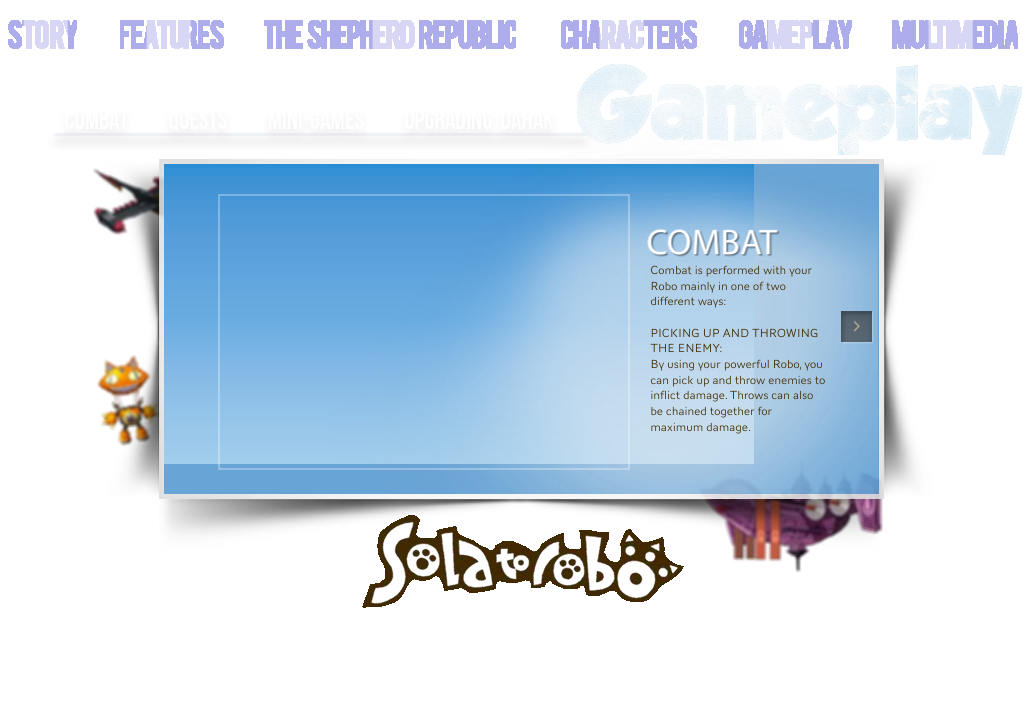 STORY FEATURES THE SHEPHERD REPUBLIC CHARACTERS GAMEPLAY MULTIMEDIA
Gameplay
COMBAT QUESTS MINI-GAMES UPGRADING DAHAK
COMBAT
Combat is performed with your
Robo mainly in one of two
different ways:
PICKING UP AND THROWING
THE ENEMY:
By using your powerful Robo, you
can pick up and throw enemies to
inflict damage. Throws can also
be chained together for
maximum damage.
Solatorobo